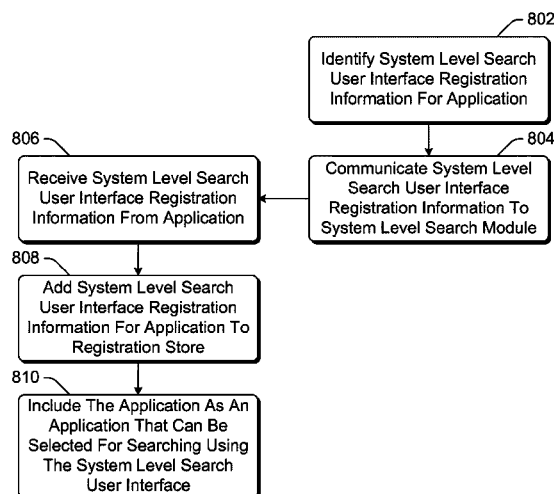 802
Identify System Level Search
User Interface Registration
Information For Application
804
Communicate System Level
Search User Interface
Registration Information To
System Level Search Module
806
Receive System Level Search
User Interface Registration
Information From Application
808
Add System Level Search
User Interface Registration
Information For Application To
Registration Store
810
Include The Application As An
Application That Can Be
Selected For Searching Using
The System Level Search
User Interface